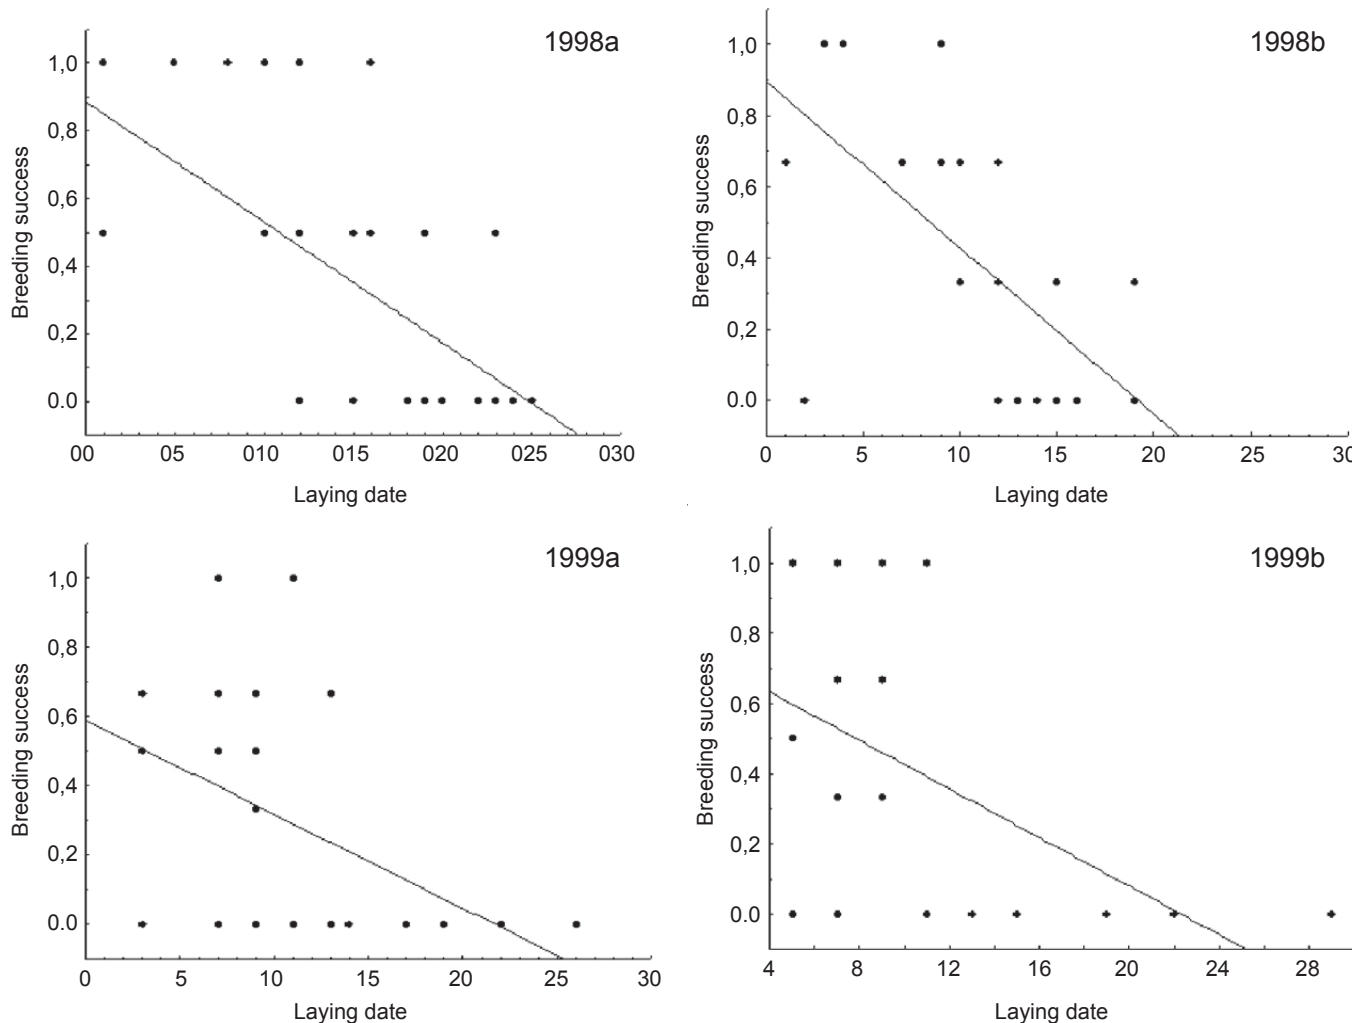 1998a
1,0
0,8
0,6
0,4
0,2
0.0
Breeding success
00 05 010 015 020 025 030
Laying date
1998b
1,0
0,8
0,6
0,4
0,2
0.0
Breeding success
0 5 10 15 20 25 30
Laying date
1999a
1,0
0,8
0,6
0,4
0,2
0.0
Breeding success
0 5 10 15 20 25 30
Laying date
1999b
1,0
0,8
0,6
0,4
0,2
0.0
Breeding success
4 8 12 16 20 24 28
Laying date